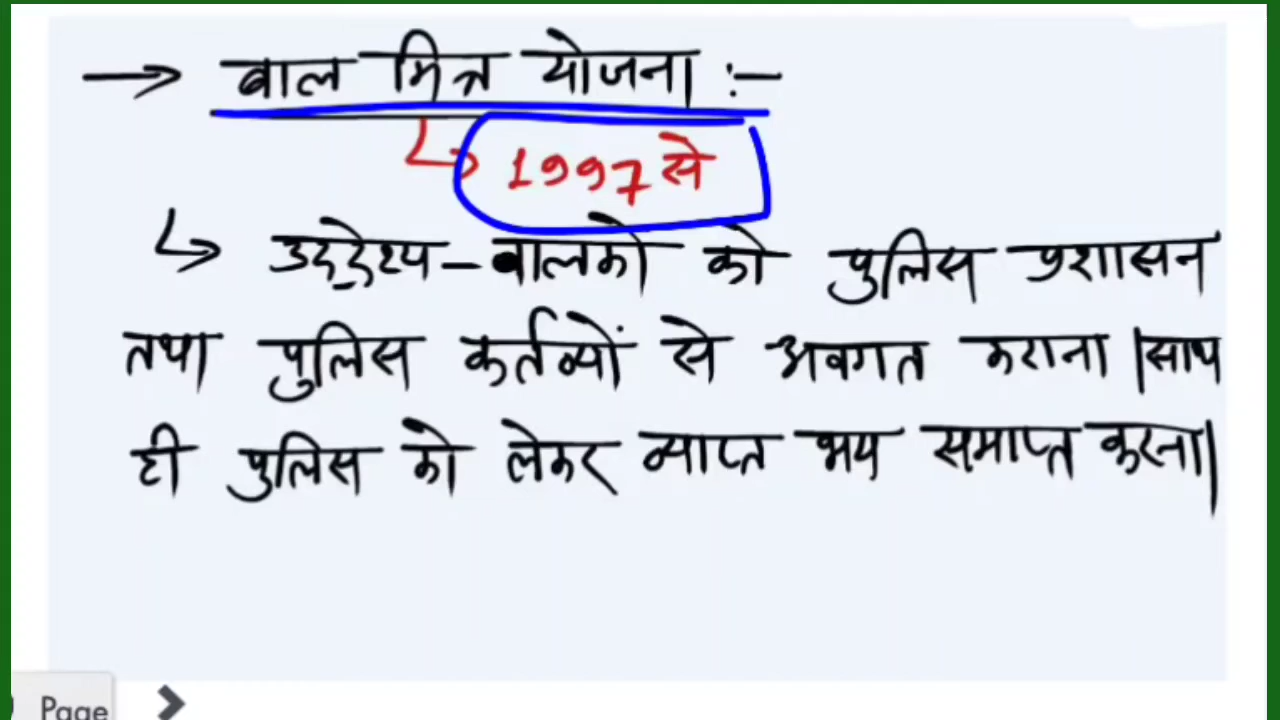 → बाल मित्र योजना :-
↳ 1997 से
↳ उद्देश्य - बालको को पुलिस प्रशासन
तथा पुलिस कर्तव्यों से अवगत कराना । साथ
ही पुलिस को लेकर व्याप्त भय समाप्त करना ।
Page